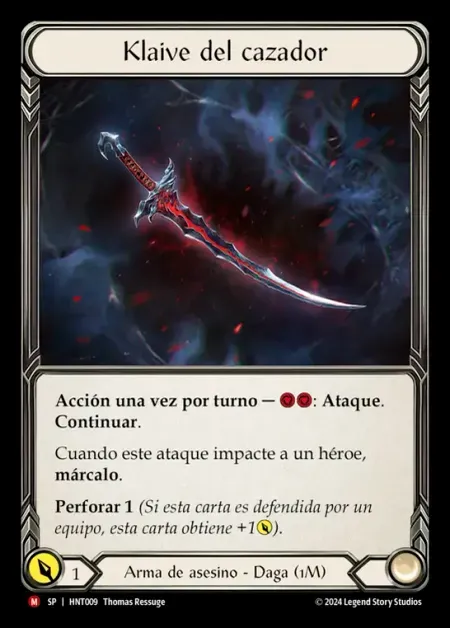 Klaive del cazador
Acción una vez por turno — : Ataque.
Continuar.
Cuando este ataque impacte a un héroe,
márcalo.
Perforar 1 (Si esta carta es defendida por un
equipo, esta carta obtiene +1).
1
Arma de asesino - Daga (1M)
M SP | HNT009 Thomas Ressuge
© 2024 Legend Story Studios